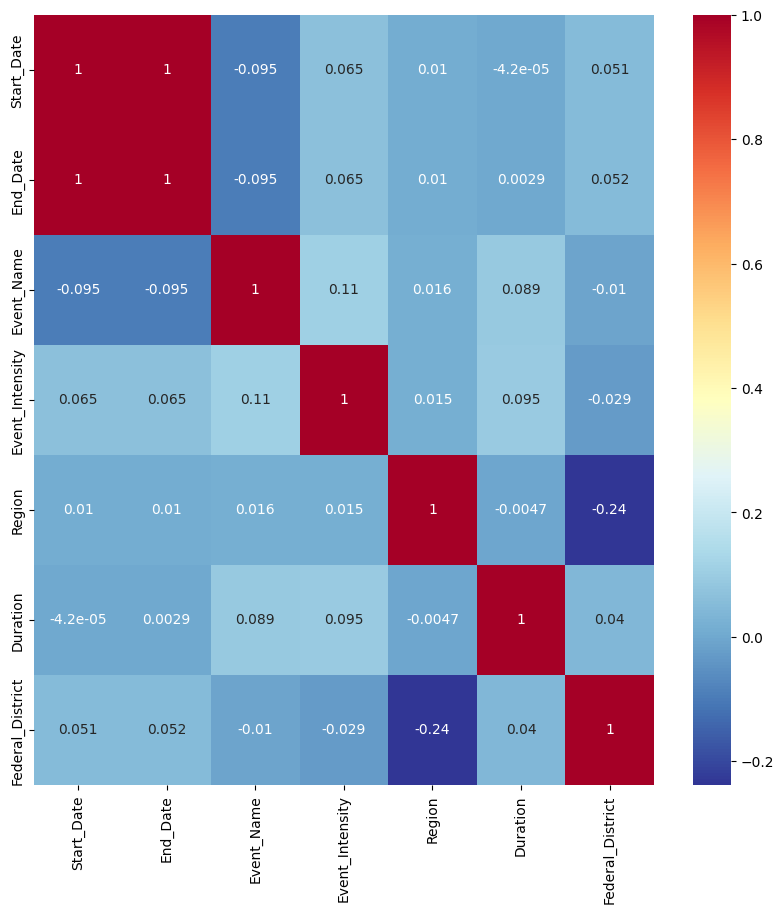 Start_Date 1 1 -0.095 0.065 0.01 -4.2e-05 0.051
End_Date 1 1 -0.095 0.065 0.01 0.0029 0.052
Event_Name -0.095 -0.095 1 0.11 0.016 0.089 -0.01
Event_Intensity 0.065 0.065 0.11 1 0.015 0.095 -0.029
Region 0.01 0.01 0.016 0.015 1 -0.0047 -0.24
Duration -4.2e-05 0.0029 0.089 0.095 -0.0047 1 0.04
Federal_District 0.051 0.052 -0.01 -0.029 -0.24 0.04 1
Start_Date End_Date Event_Name Event_Intensity Region Duration Federal_District
1.0
0.8
0.6
0.4
0.2
0.0
−0.2